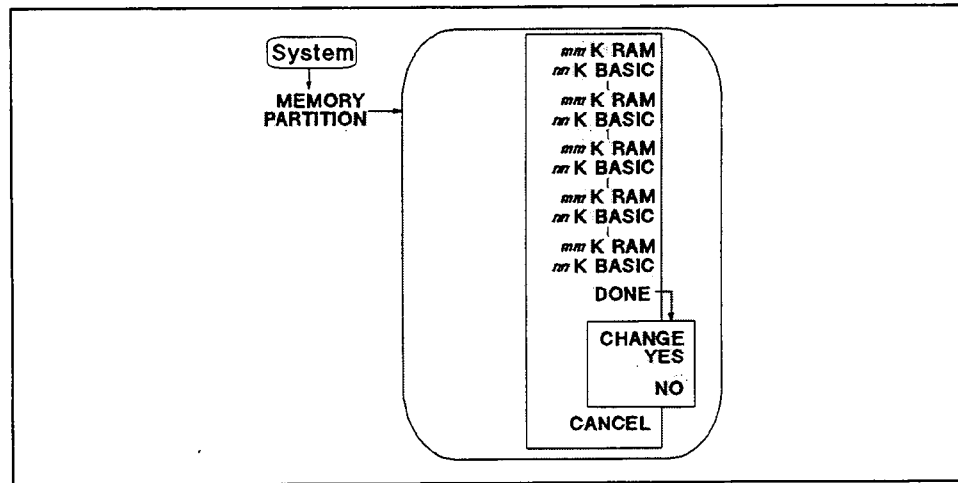 System
MEMORY
PARTITION
mm K RAM
nn K BASIC
mm K RAM
nn K BASIC
mm K RAM
nn K BASIC
mm K RAM
nn K BASIC
mm K RAM
nn K BASIC
DONE
CHANGE
YES
NO
CANCEL